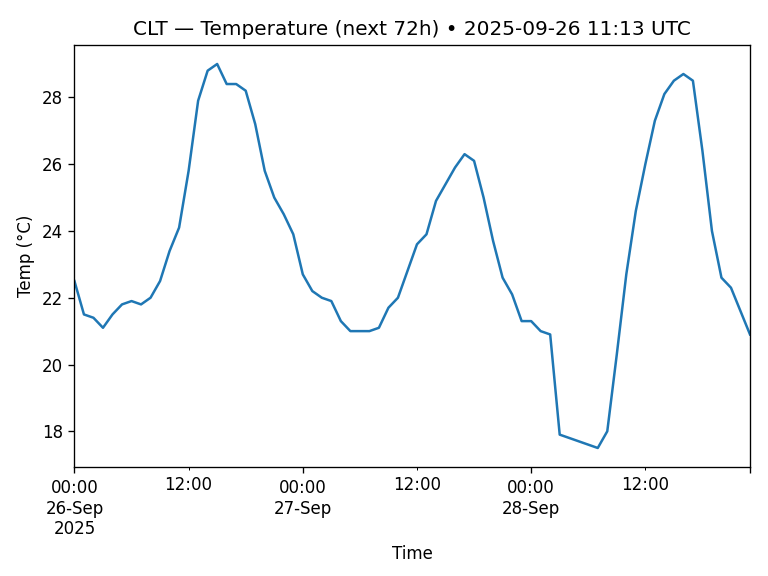 CLT — Temperature (next 72h) • 2025-09-26 11:13 UTC
Temp (°C)
28
26
24
22
20
18
00:00
26-Sep
2025
12:00
00:00
27-Sep
12:00
00:00
28-Sep
12:00
Time